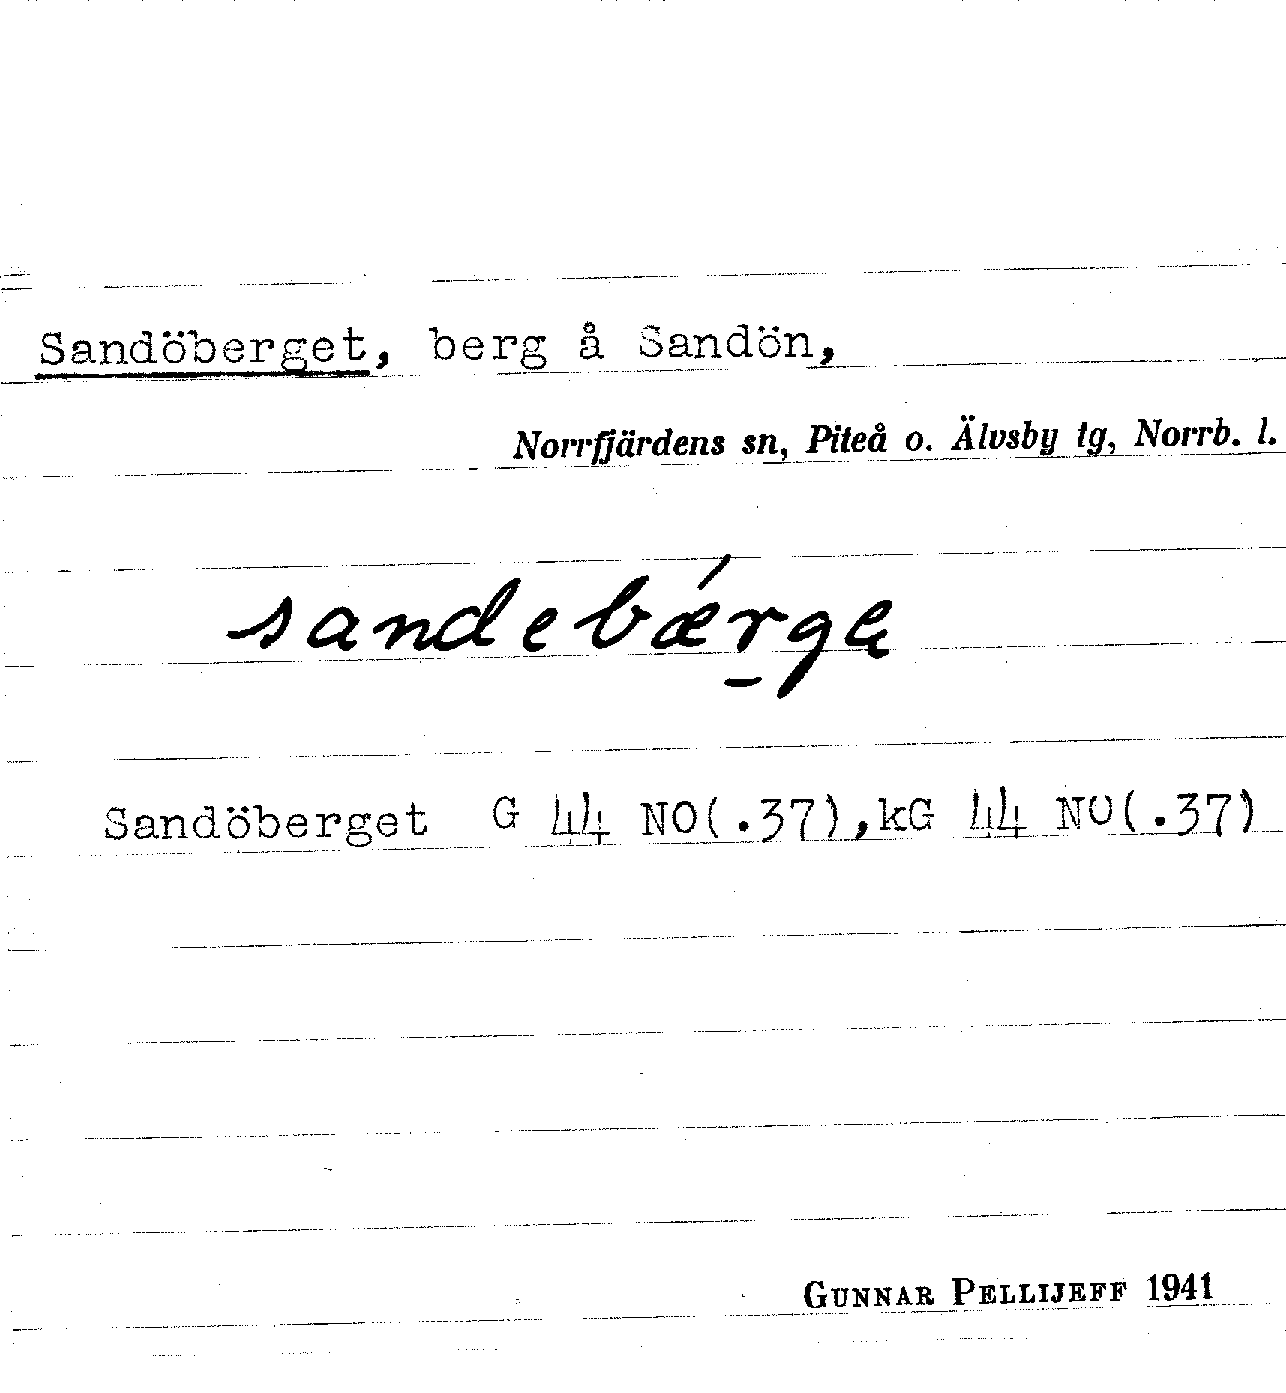 Sandöberget, berg å Sandön,
Norrfjärdens sn, Piteå o. Älvsby tg, Norrb. l.
sandebǽrge
Sandöberget G 44 NO(.37),kG 44 NO(.37)
GUNNAR PELLIJEFF 1941